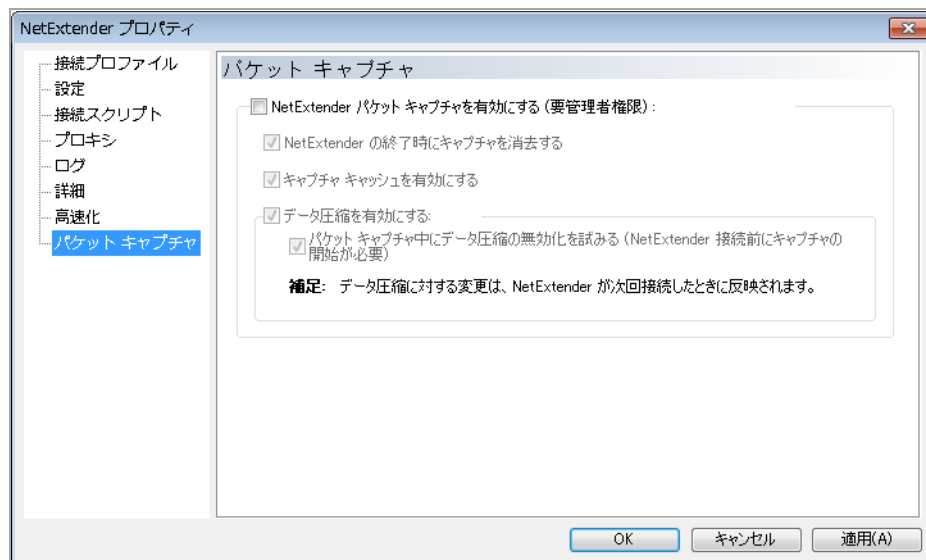 NetExtender プロパティ
接続プロファイル
設定
接続スクリプト
プロキシ
ログ
詳細
高速化
パケット キャプチャ
パケット キャプチャ
NetExtender パケット キャプチャを有効にする (要管理者権限) :
NetExtender の終了時にキャプチャを消去する
キャプチャ キャッシュを有効にする
データ圧縮を有効にする:
パケット キャプチャ中にデータ圧縮の無効化を試みる (NetExtender 接続前にキャプチャの
開始が必要)
補足: データ圧縮に対する変更は、NetExtender が次回接続したときに反映されます。
OK
キャンセル
適用(A)